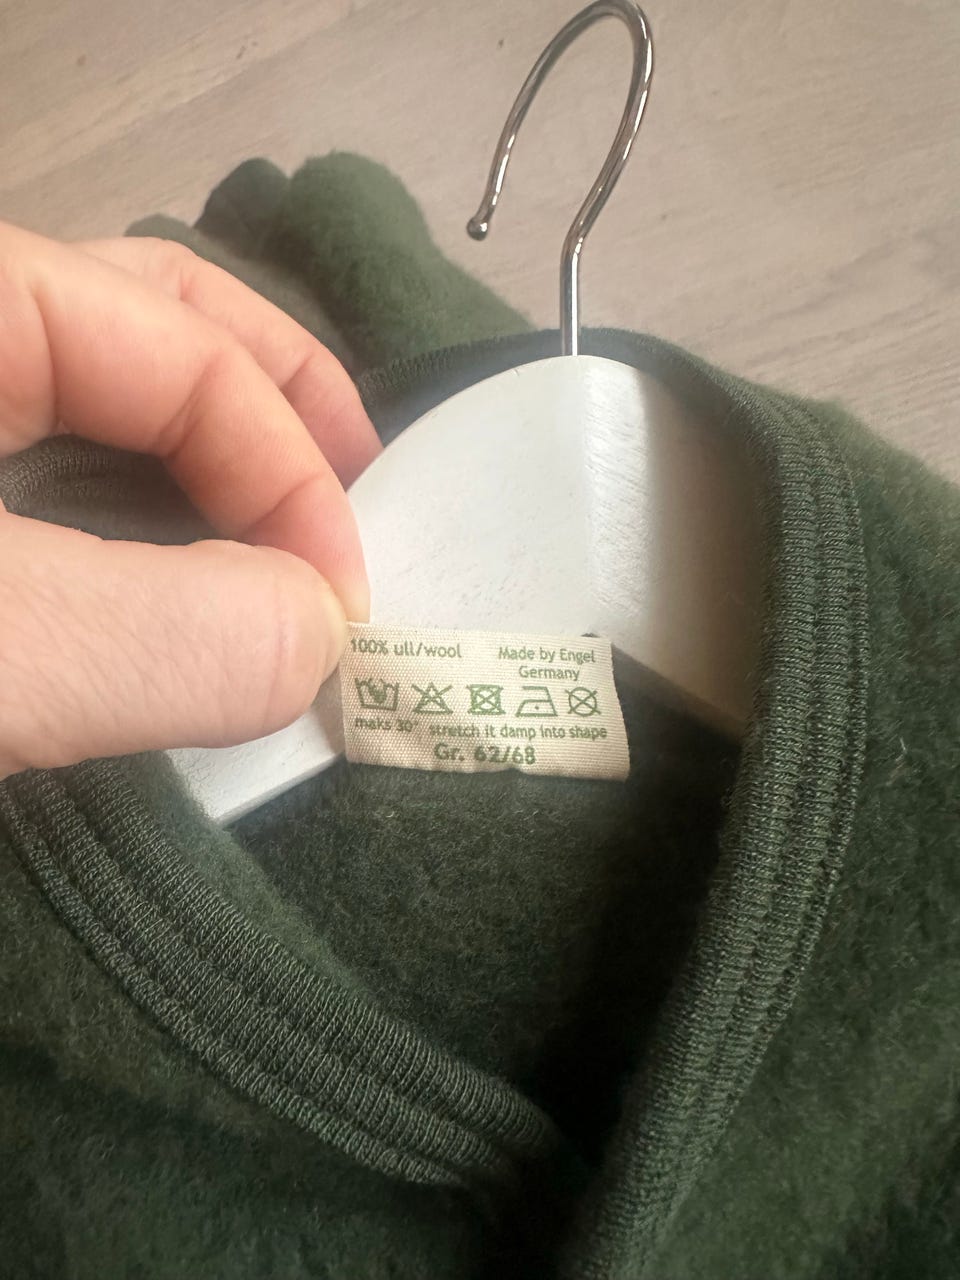 100% ull/wool
Made by Engel
Germany
maks 30° stretch it damp into shape
Gr. 62/68